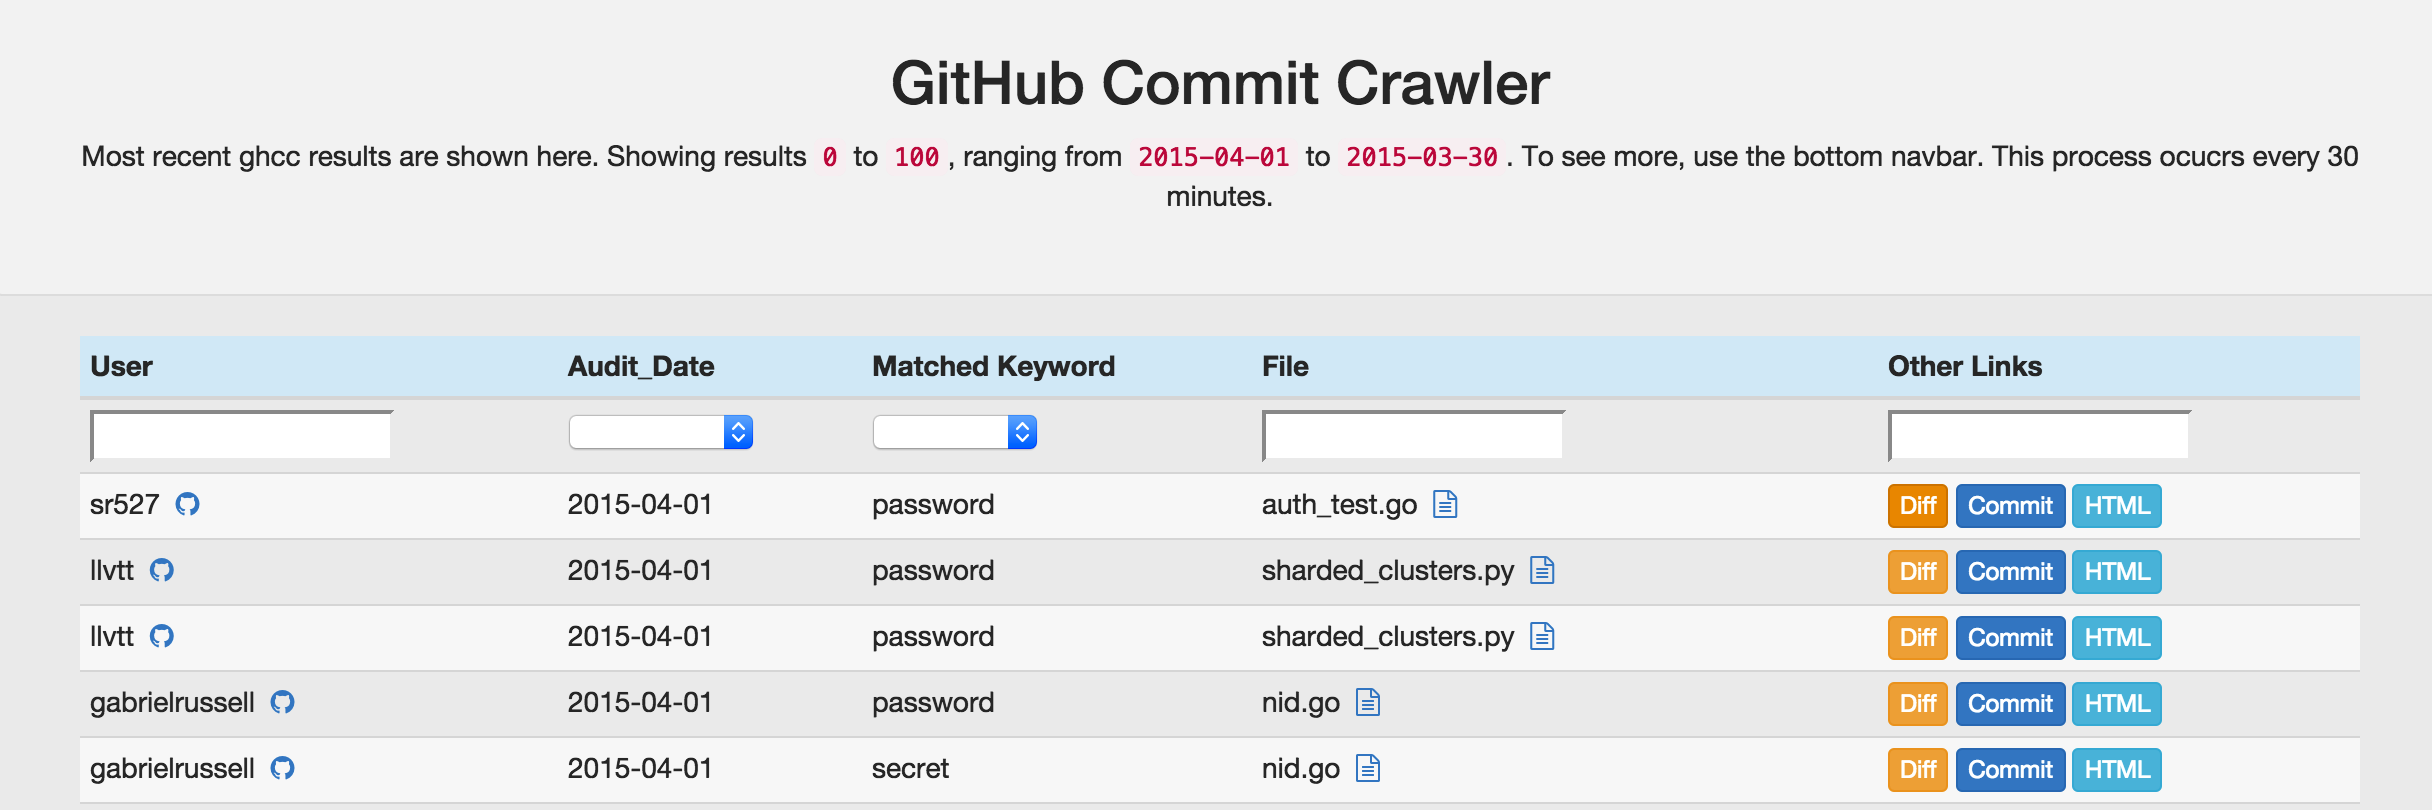 GitHub Commit Crawler
Most recent ghcc results are shown here. Showing results 0 to 100 , ranging from 2015-04-01 to 2015-03-30 . To see more, use the bottom navbar. This process ocucrs every 30
minutes.
User Audit_Date Matched Keyword File Other Links
sr527 2015-04-01 password auth_test.go Diff Commit HTML
llvtt 2015-04-01 password sharded_clusters.py Diff Commit HTML
llvtt 2015-04-01 password sharded_clusters.py Diff Commit HTML
gabrielrussell 2015-04-01 password nid.go Diff Commit HTML
gabrielrussell 2015-04-01 secret nid.go Diff Commit HTML